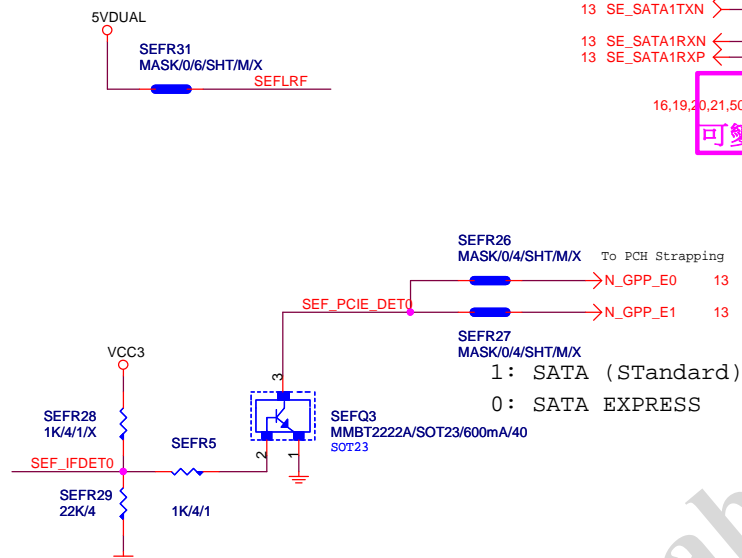 5VDUAL
SEFR31
MASK/0/6/SHT/M/X
SEFLRF
13 SE_SATA1TXN
13 SE_SATA1RXN
13 SE_SATA1RXP
16,19,20,21,50
可
SEFR26
MASK/0/4/SHT/M/X
To PCH Strapping
N_GPP_E0 13
SEF_PCIE_DET0
N_GPP_E1 13
SEFR27
MASK/0/4/SHT/M/X
1: SATA (STandard)
0: SATA EXPRESS
VCC3
3
SEFR28
1K/4/1/X
SEFR5
SEFQ3
MMBT2222A/SOT23/600mA/40
SOT23
2
1
SEF_IFDET0
SEFR29
22K/4
1K/4/1